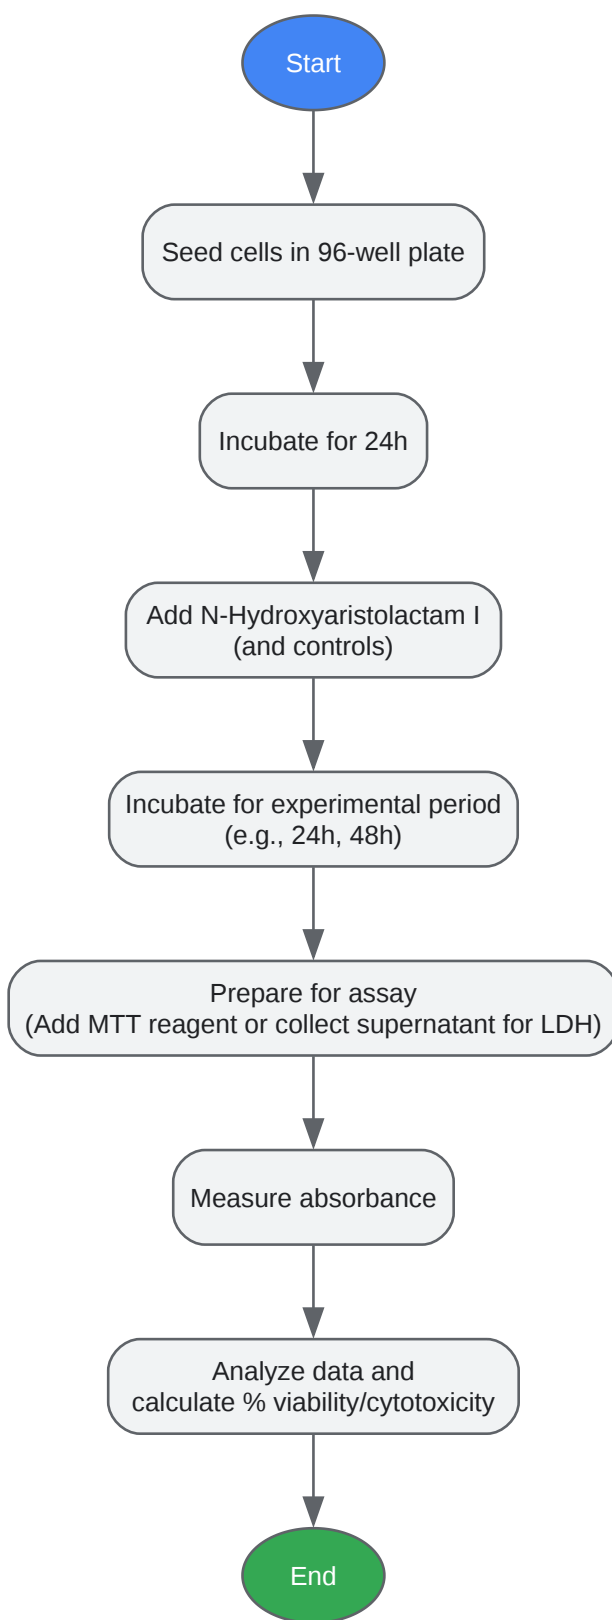 Start
Seed cells in 96-well plate
Incubate for 24h
Add N-Hydroxyaristolactam I
(and controls)
Incubate for experimental period
(e.g., 24h, 48h)
Prepare for assay
(Add MTT reagent or collect supernatant for LDH)
Measure absorbance
Analyze data and
calculate % viability/cytotoxicity
End